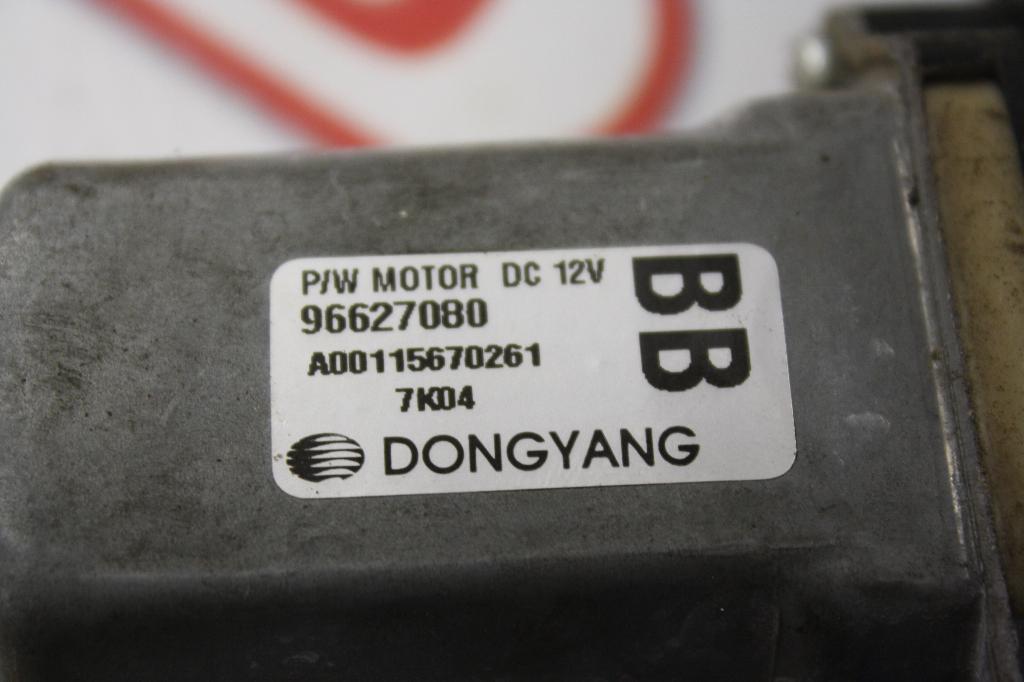 P/W MOTOR DC 12V
96627080
A00115670261
7K04
DONGYANG
BB